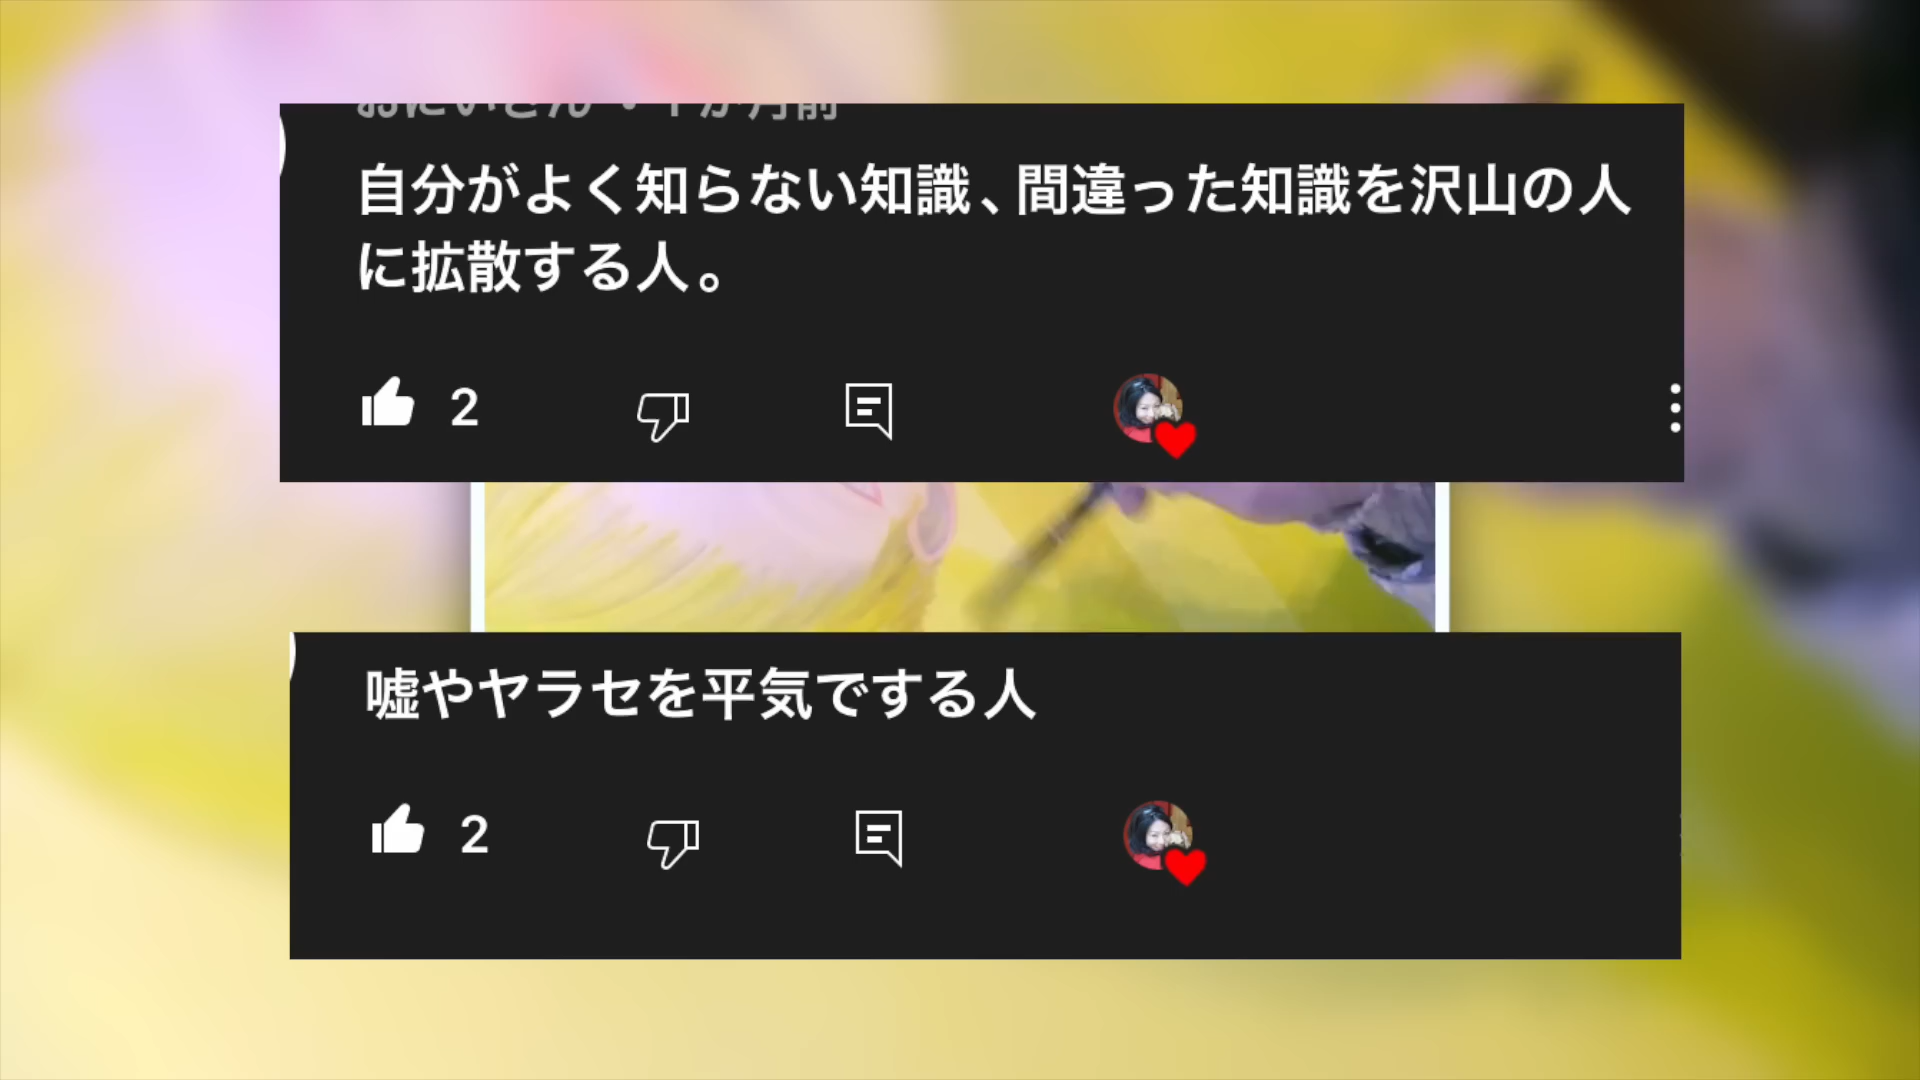 自分がよく知らない知識、間違った知識を沢山の人
に拡散する人。
2
嘘やヤラセを平気でする人
2